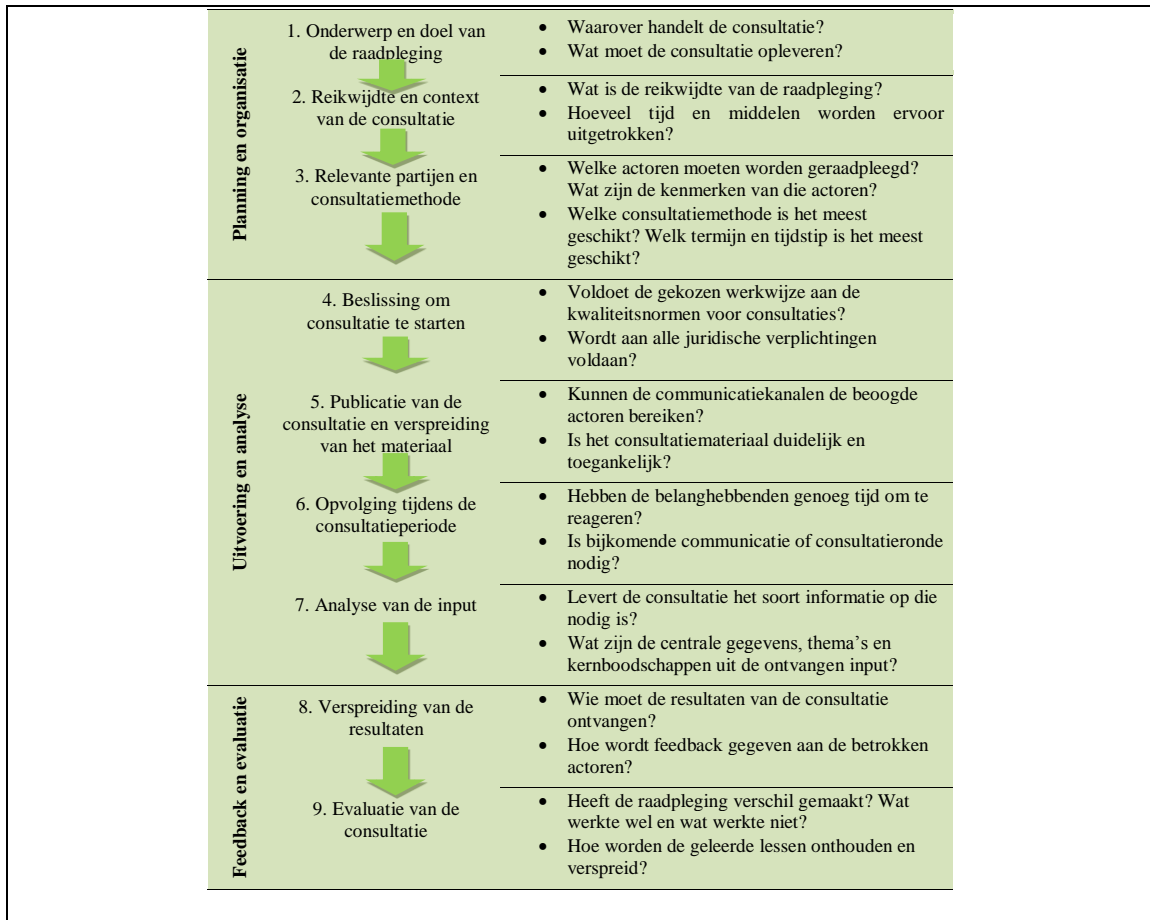 Planning en organisatie
1. Onderwerp en doel van
de raadpleging
• Waarover handelt de consultatie?
• Wat moet de consultatie opleveren?
2. Reikwijdte en context
van de consultatie
• Wat is de reikwijdte van de raadpleging?
• Hoeveel tijd en middelen worden ervoor
uitgetrokken?
3. Relevante partijen en
consultatiemethode
• Welke actoren moeten worden geraadpleegd?
Wat zijn de kenmerken van die actoren?
• Welke consultatiemethode is het meest
geschikt? Welk termijn en tijdstip is het meest
geschikt?
Uitvoering en analyse
4. Beslissing om
consultatie te starten
• Voldoet de gekozen werkwijze aan de
kwaliteitsnormen voor consultaties?
• Wordt aan alle juridische verplichtingen
voldaan?
5. Publicatie van de
consultatie en verspreiding
van het materiaal
• Kunnen de communicatiekanalen de beoogde
actoren bereiken?
• Is het consultatiemateriaal duidelijk en
toegankelijk?
6. Opvolging tijdens de
consultatieperiode
• Hebben de belanghebbenden genoeg tijd om te
reageren?
• Is bijkomende communicatie of consultatieronde
nodig?
7. Analyse van de input
• Levert de consultatie het soort informatie op die
nodig is?
• Wat zijn de centrale gegevens, thema’s en
kernboodschappen uit de ontvangen input?
Feedback en evaluatie
8. Verspreiding van de
resultaten
• Wie moet de resultaten van de consultatie
ontvangen?
• Hoe wordt feedback gegeven aan de betrokken
actoren?
9. Evaluatie van de
consultatie
• Heeft de raadpleging verschil gemaakt? Wat
werkte wel en wat werkte niet?
• Hoe worden de geleerde lessen onthouden en
verspreid?